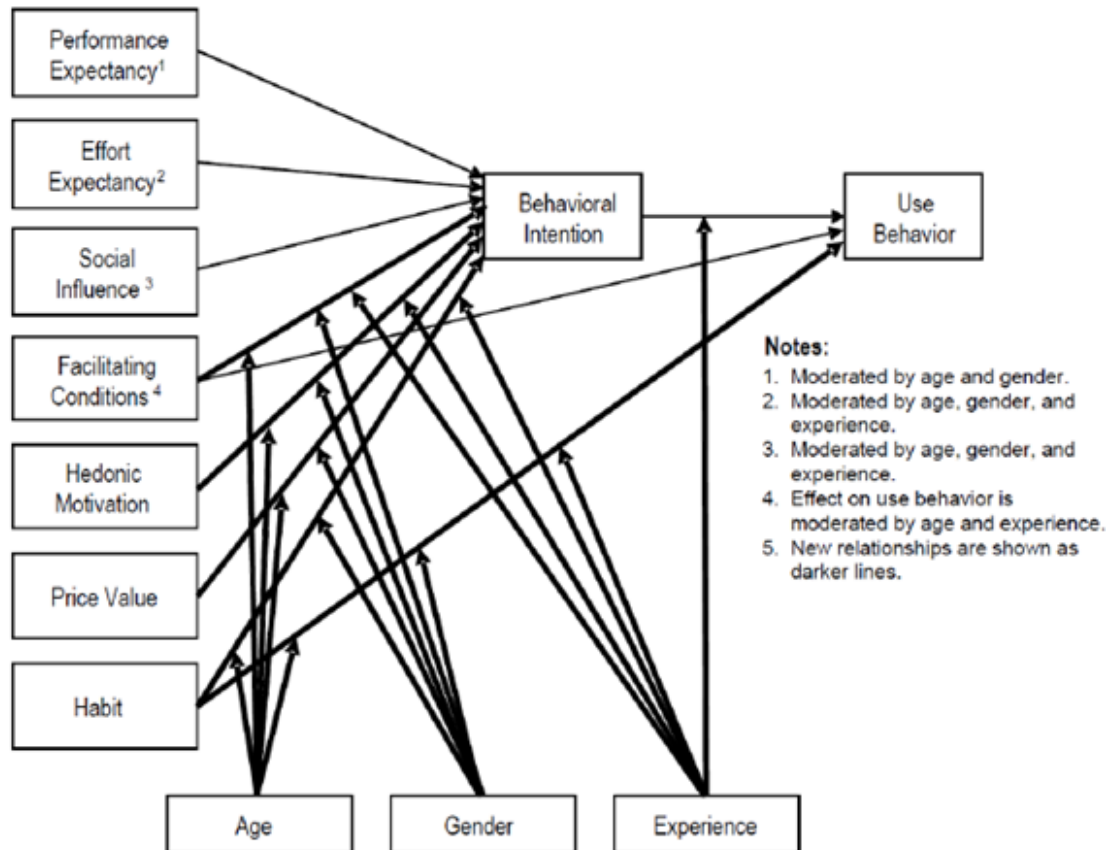 Performance
Expectancy1
Effort
Expectancy2
Social
Influence 3
Facilitating
Conditions 4
Hedonic
Motivation
Price Value
Habit
Behavioral
Intention
Use
Behavior
Notes:
1. Moderated by age and gender.
2. Moderated by age, gender, and
experience.
3. Moderated by age, gender, and
experience.
4. Effect on use behavior is
moderated by age and experience.
5. New relationships are shown as
darker lines.
Age
Gender
Experience